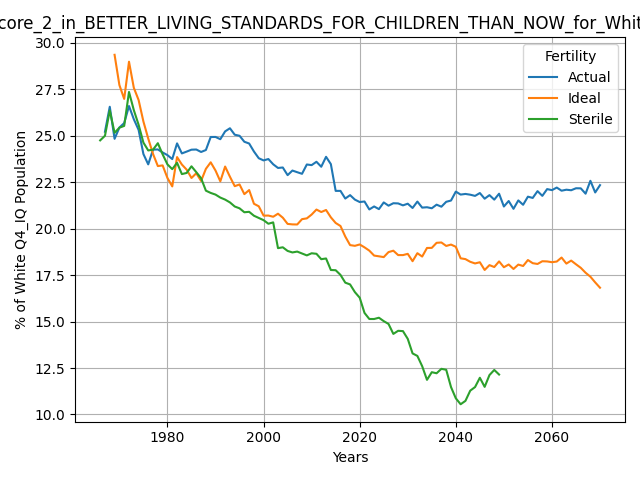 core_2_in_BETTER_LIVING_STANDARDS_FOR_CHILDREN_THAN_NOW_for_Whit
30.0
27.5
25.0
22.5
20.0
17.5
15.0
12.5
10.0
% of White Q4_IQ Population
Fertility
Actual
Ideal
Sterile
1980
2000
2020
2040
2060
Years